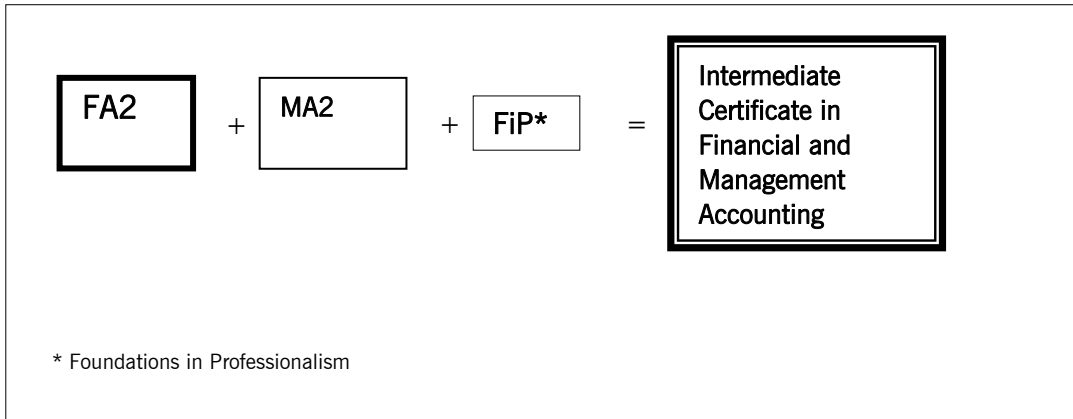 FA2 + MA2 + FiP* = Intermediate
Certificate in
Financial and
Management
Accounting
* Foundations in Professionalism